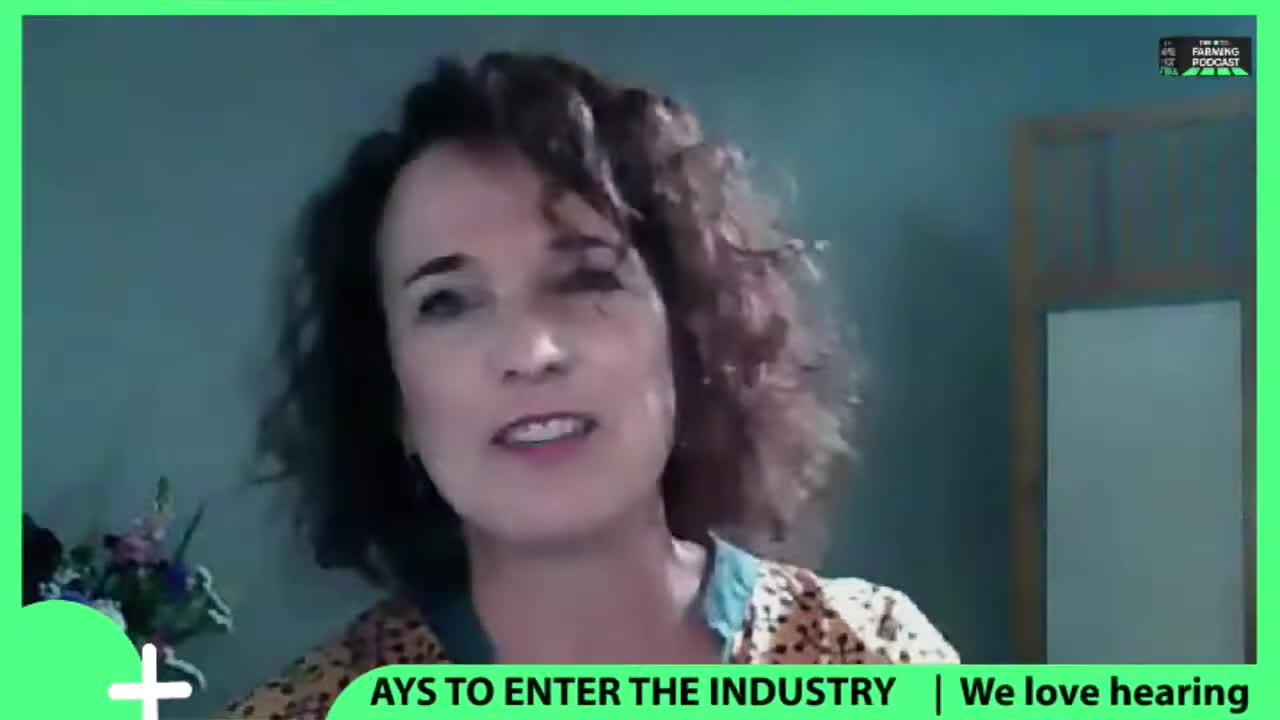 FARMING
PODCAST
AYS TO ENTER THE INDUSTRY | We love hearing